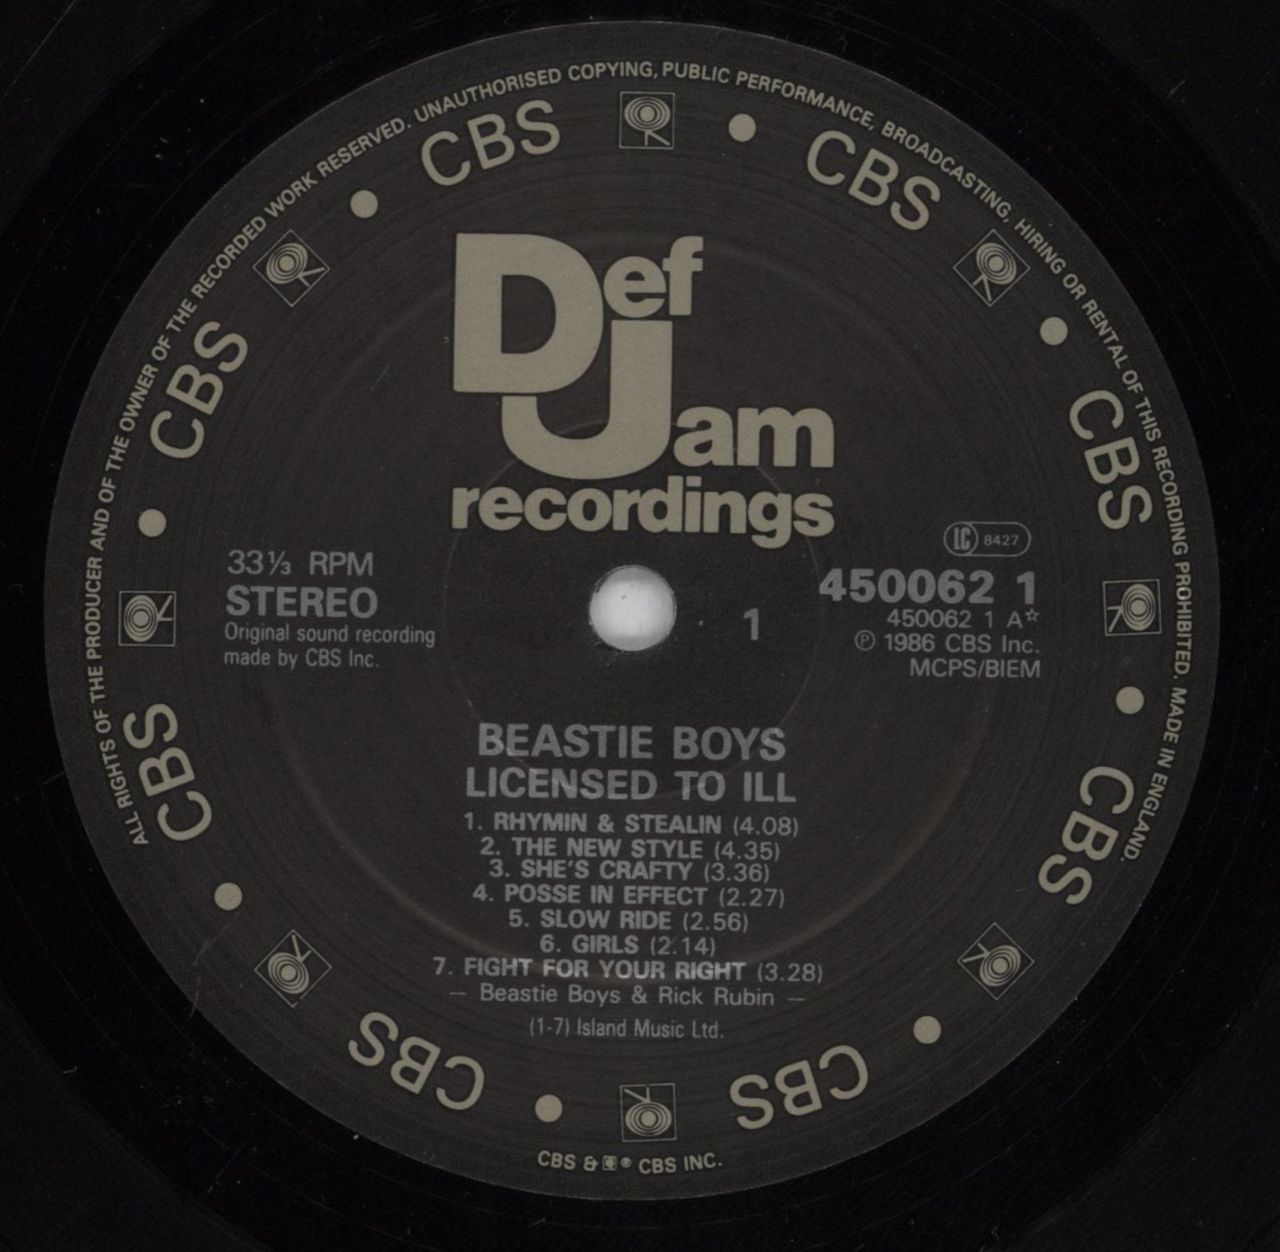 ALL RIGHTS OF THE PRODUCER AND OF THE OWNER OF THE RECORDED WORK RESERVED. UNAUTHORISED COPYING, PUBLIC PERFORMANCE, BROADCASTING, HIRING OR RENTAL OF THIS RECORDING PROHIBITED. MADE IN ENGLAND.
CBS
CBS
CBS
CBS
CBS
CBS
CBS
CBS
Def
Jam
recordings
33⅓ RPM
STEREO
Original sound recording
made by CBS Inc.
1
LC 8427
450062 1
450062 1 A☆
Ⓟ 1986 CBS Inc.
MCPS/BIEM
BEASTIE BOYS
LICENSED TO ILL
1. RHYMIN & STEALIN (4.08)
2. THE NEW STYLE (4.35)
3. SHE'S CRAFTY (3.36)
4. POSSE IN EFFECT (2.27)
5. SLOW RIDE (2.56)
6. GIRLS (2.14)
7. FIGHT FOR YOUR RIGHT (3.28)
— Beastie Boys & Rick Rubin —
(1-7) Island Music Ltd.
CBS & ® CBS INC.